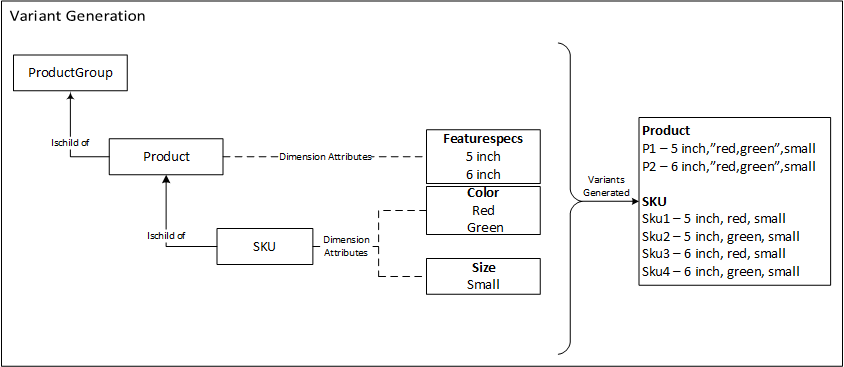 Variant Generation
ProductGroup
Ischild of
Product
Dimension Attributes
Featurespecs
5 inch
6 inch
Color
Red
Green
Ischild of
SKU
Dimension
Attributes
Size
Small
Variants
Generated
Product
P1 – 5 inch,”red,green”,small
P2 – 6 inch,”red,green”,small
SKU
Sku1 – 5 inch, red, small
Sku2 – 5 inch, green, small
Sku3 – 6 inch, red, small
Sku4 – 6 inch, green, small